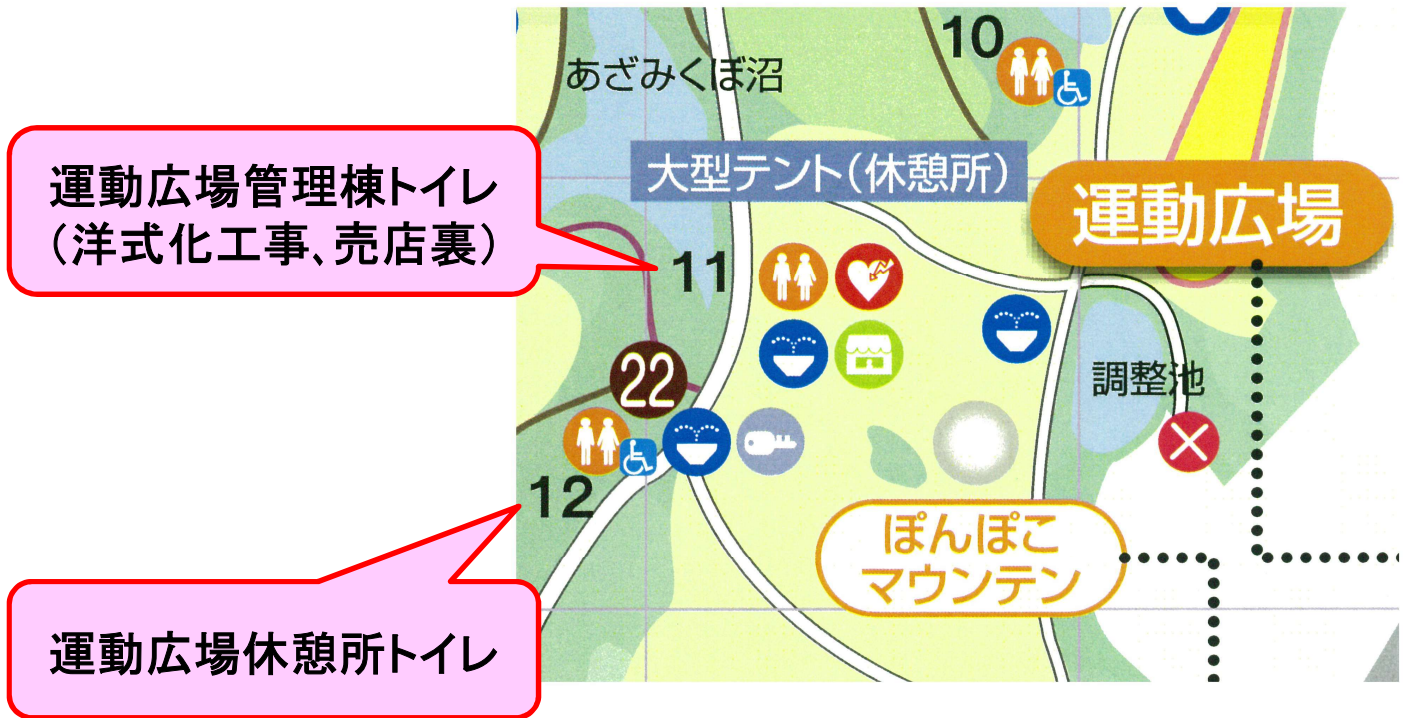 10
あざみくぼ沼
大型テント(休憩所)
運動広場
運動広場管理棟トイレ
(洋式化工事、売店裏)
11
22
調整池
12
ぽんぽこ
マウンテン
運動広場休憩所トイレ